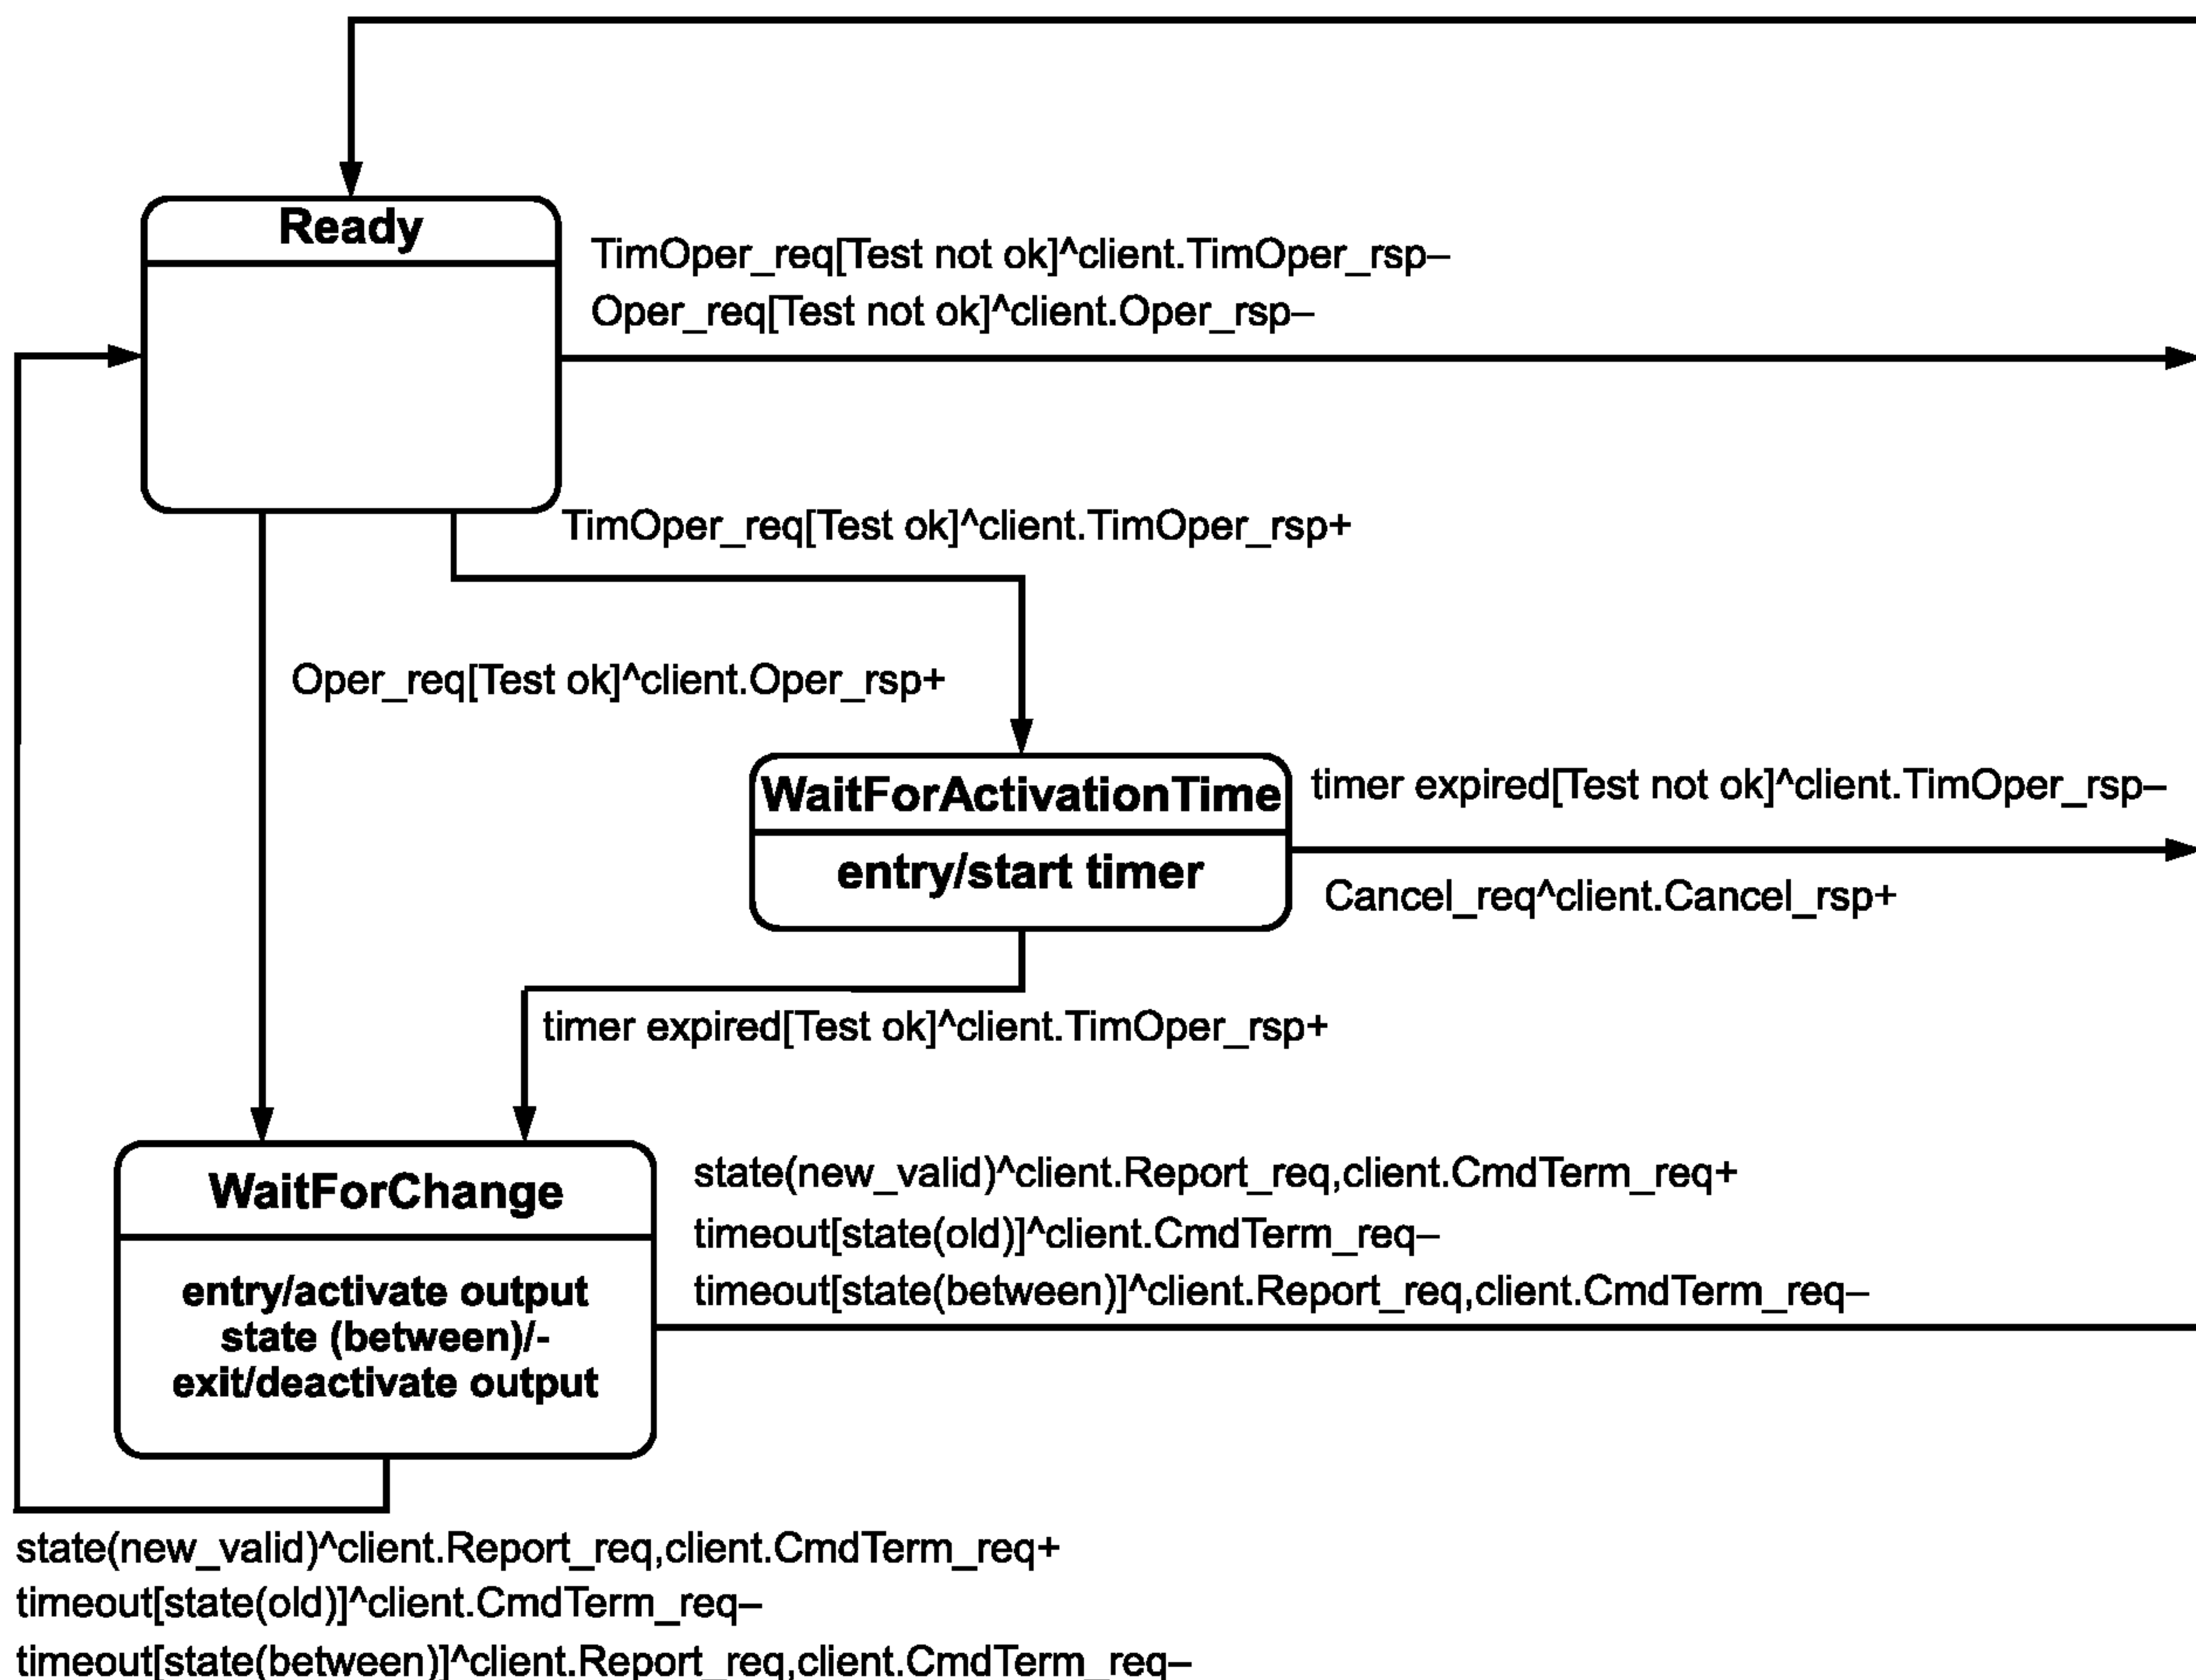 Ready
TimOper_req[Test not ok]^client.TimOper_rsp–
Oper_req[Test not ok]^client.Oper_rsp–
TimOper_req[Test ok]^client.TimOper_rsp+
Oper_req[Test ok]^client.Oper_rsp+
WaitForActivationTime
entry/start timer
timer expired[Test not ok]^client.TimOper_rsp–
Cancel_req^client.Cancel_rsp+
timer expired[Test ok]^client.TimOper_rsp+
WaitForChange
entry/activate output
state (between)/-
exit/deactivate output
state(new_valid)^client.Report_req,client.CmdTerm_req+
timeout[state(old)]^client.CmdTerm_req–
timeout[state(between)]^client.Report_req,client.CmdTerm_req–
state(new_valid)^client.Report_req,client.CmdTerm_req+
timeout[state(old)]^client.CmdTerm_req–
timeout[state(between)]^client.Report_req,client.CmdTerm_req–